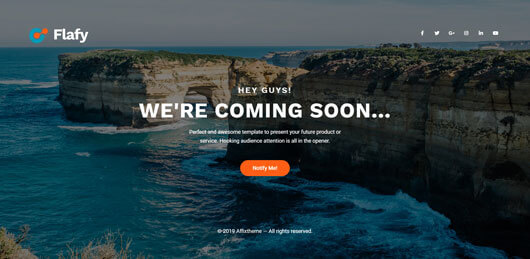 Flafy
HEY GUYS!
WE'RE COMING SOON...
Perfect and awesome template to present your future product or
service. Hooking audience attention is all in the opener.
Notify Me!
© 2019 Affixtheme — All rights reserved.